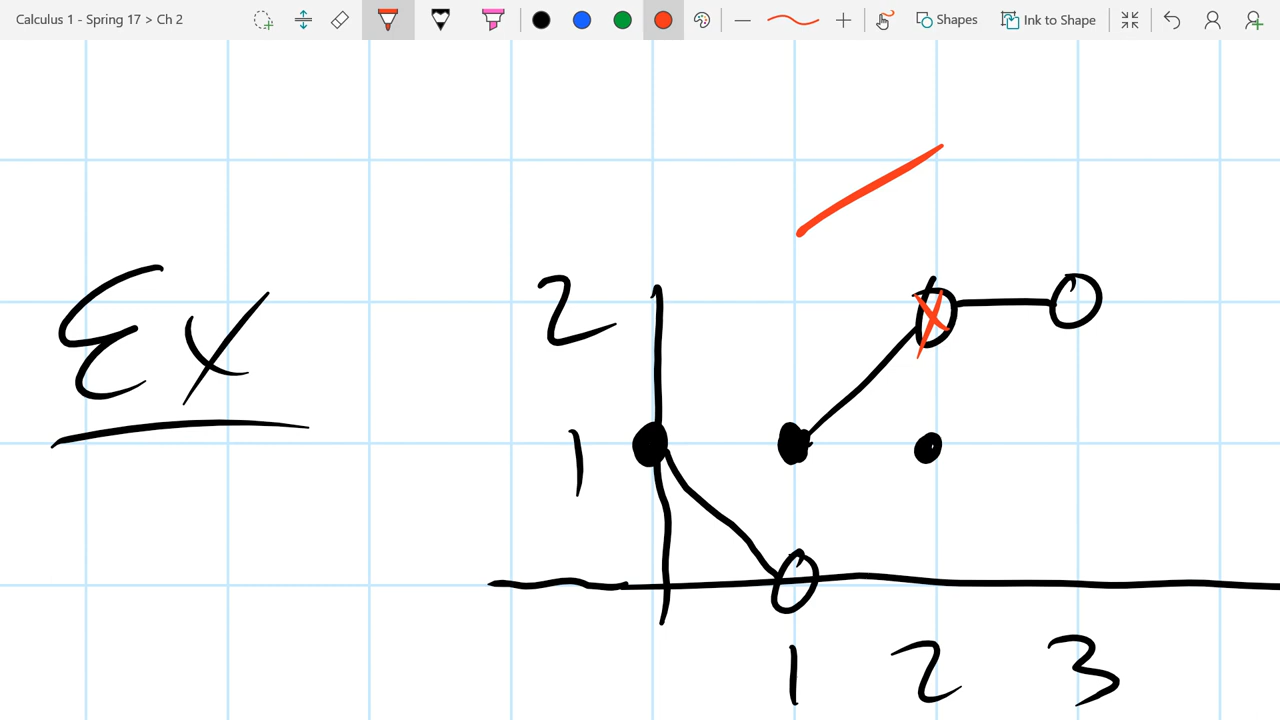 Calculus 1 - Spring 17 > Ch 2
Shapes
Ink to Shape
Ex
2
1
1 2 3